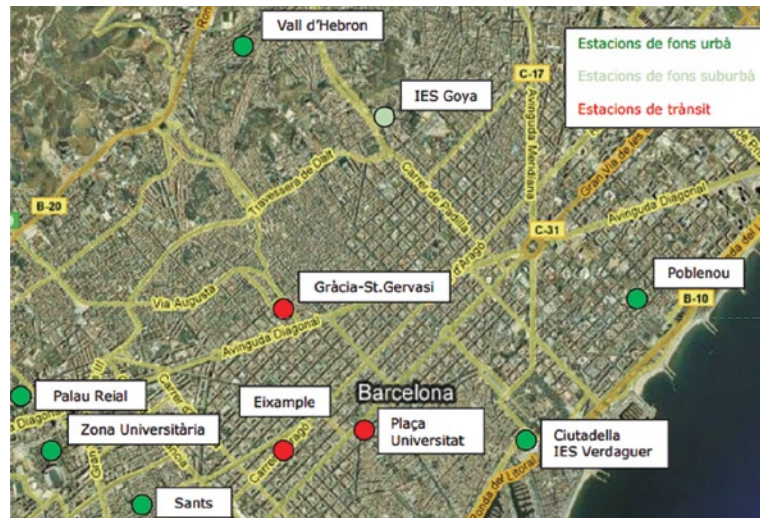 Vall d'Hebron
Estacions de fons urbà
Estacions de fons suburbà
Estacions de trànsit
C-17
IES Goya
Avinguda Meridiana
Gran Via de les
Travessera de Dalt
Carrer de Padilla
B-20
Avinguda Diagonal
C-31
d'Aragó
Gràcia-St.Gervasi
Poblenou
Via Augusta
B-10
Avinguda Diagonal
Palau Reial
Eixample
Barcelona
Plaça
Universitat
Zona Universitària
Carrer
Ciutadella
IES Verdaguer
Sants
Ronda del Litoral